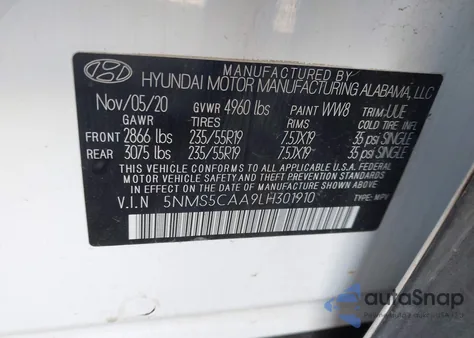 MANUFACTURED BY
HYUNDAI MOTOR MANUFACTURING ALABAMA, LLC
Nov/05/20 GVWR 4960 lbs PAINT WW8 TRIM UUE
GAWR TIRES RIMS COLD TIRE INFL
FRONT 2866 lbs 235/55R19 7.5JX19 35 psi SINGLE
REAR 3075 lbs 235/55R19 7.5JX19 35 psi SINGLE
THIS VEHICLE CONFORMS TO ALL APPLICABLE U.S. FEDERAL
MOTOR VEHICLE SAFETY STANDARDS IN
EFFECT ON THE DATE OF MANUFACTURE SHOWN ABOVE.
V.I.N 5NMS5CAA9LH301910
TYPE: MPV
autoSnap